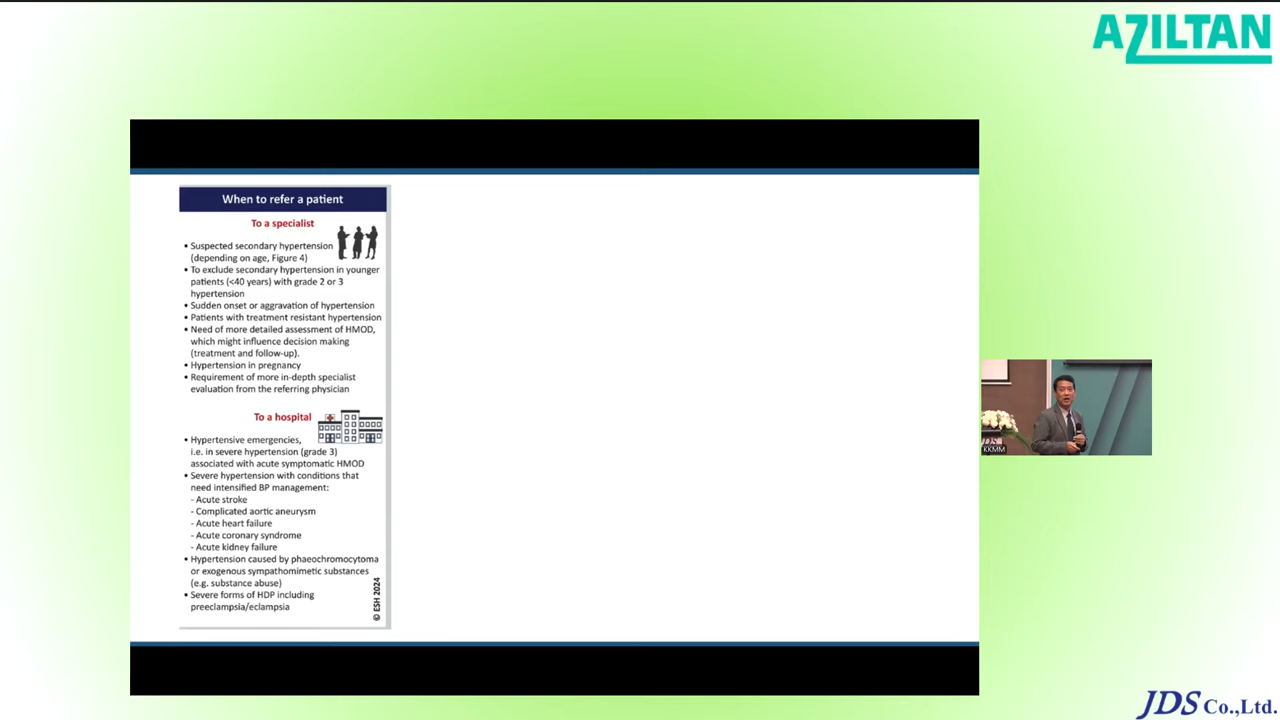 AZILTAN
When to refer a patient
To a specialist
• Suspected secondary hypertension
(depending on age, Figure 4)
• To exclude secondary hypertension in younger
patients (<40 years) with grade 2 or 3
hypertension
• Sudden onset or aggravation of hypertension
• Patients with treatment resistant hypertension
• Need of more detailed assessment of HMOD,
which might influence decision making
(treatment and follow-up).
• Hypertension in pregnancy
• Requirement of more in-depth specialist
evaluation from the referring physician
To a hospital
• Hypertensive emergencies,
i.e. in severe hypertension (grade 3)
associated with acute symptomatic HMOD
• Severe hypertension with conditions that
need intensified BP management:
- Acute stroke
- Complicated aortic aneurysm
- Acute heart failure
- Acute coronary syndrome
- Acute kidney failure
• Hypertension caused by phaeochromocytoma
or exogenous sympathomimetic substances
(e.g. substance abuse)
• Severe forms of HDP including
preeclampsia/eclampsia
© ESH 2024
JDS
KKMM
JDS Co.,Ltd.